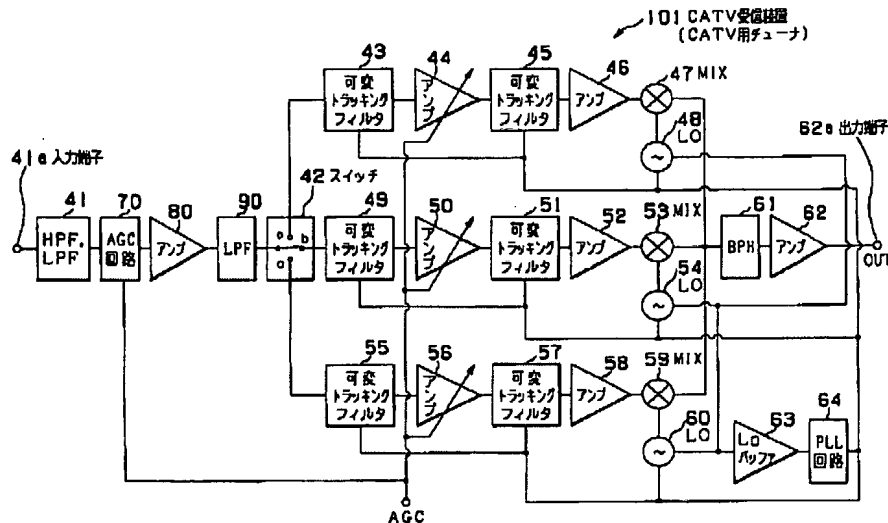 101 CATV受信装置
(CATV用チューナ)
43
可変
トラッキング
フィルタ
44
アンプ
45
可変
トラッキング
フィルタ
46
アンプ
47 MIX
48
LO
62a 出力端子
41a 入力端子
41
HPF.
LPF
70
AGC
回路
80
アンプ
90
LPF
42 スイッチ
c
b
a
49
可変
トラッキング
フィルタ
50
アンプ
51
可変
トラッキング
フィルタ
52
アンプ
53 MIX
54
LO
61
BPH
62
アンプ
OUT
55
可変
トラッキング
フィルタ
56
アンプ
57
可変
トラッキング
フィルタ
58
アンプ
59 MIX
60
LO
63
Lo
バッファ
64
PLL
回路
AGC